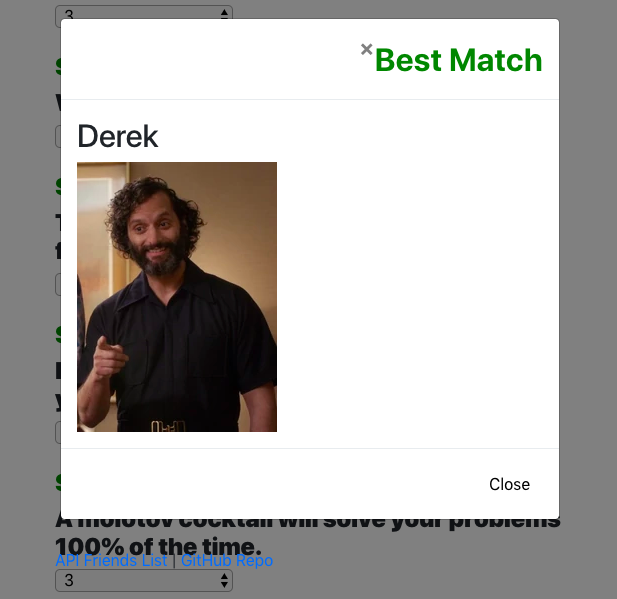 3
× Best Match
Derek
Close
A molotov cocktail will solve your problems
100% of the time.
API Friends List | GitHub Repo
3